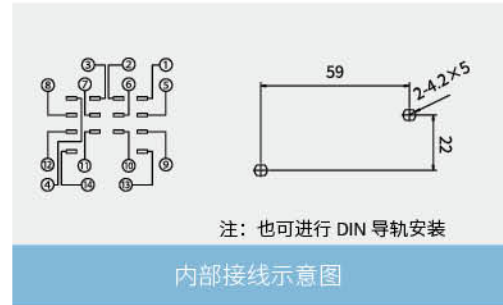 ③ ② ①
⑧ ⑦ ⑥ ⑤
⑫ ⑪ ⑩ ⑨
④ ⑭ ⑬
59
2-4.2×5
22
注：也可进行 DIN 导轨安装
内部接线示意图